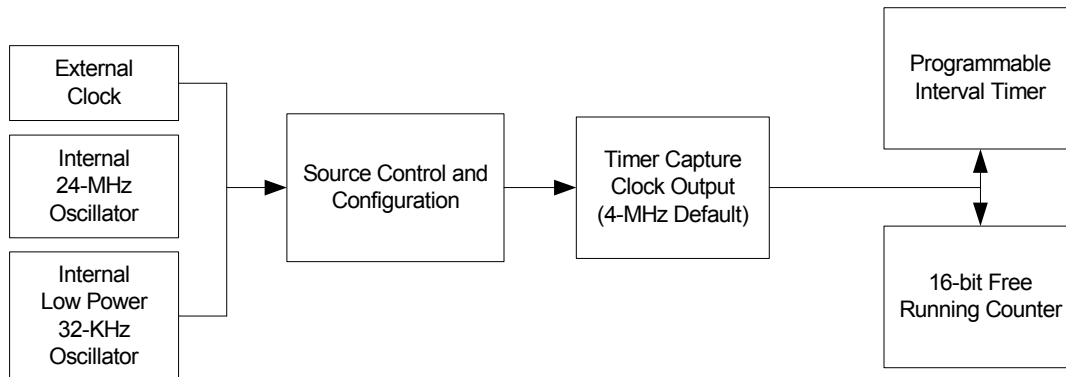 External
Clock
Internal
24-MHz
Oscillator
Internal
Low Power
32-KHz
Oscillator
Source Control and
Configuration
Timer Capture
Clock Output
(4-MHz Default)
Programmable
Interval Timer
16-bit Free
Running Counter